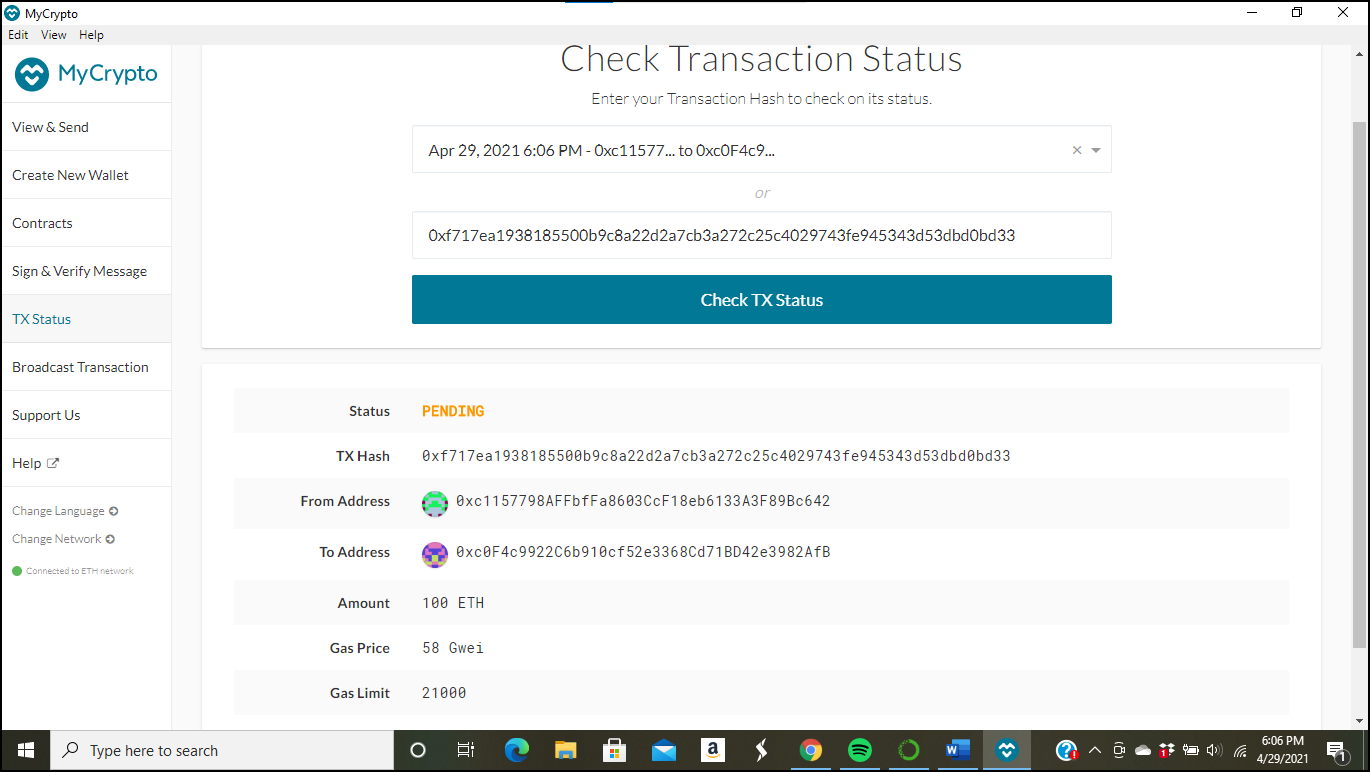 MyCrypto
Edit View Help
MyCrypto
View & Send
Create New Wallet
Contracts
Sign & Verify Message
TX Status
Broadcast Transaction
Support Us
Help
Change Language
Change Network
Connected to ETH network
Check Transaction Status
Enter your Transaction Hash to check on its status.
Apr 29, 2021 6:06 PM - 0xc11577... to 0xc0F4c9...
or
0xf717ea1938185500b9c8a22d2a7cb3a272c25c4029743fe945343d53dbd0bd33
Check TX Status
Status PENDING
TX Hash 0xf717ea1938185500b9c8a22d2a7cb3a272c25c4029743fe945343d53dbd0bd33
From Address 0xc1157798AFFbfFa8603CcF18eb6133A3F89Bc642
To Address 0xc0F4c9922C6b910cf52e3368Cd71BD42e3982AfB
Amount 100 ETH
Gas Price 58 Gwei
Gas Limit 21000
Type here to search
6:06 PM
4/29/2021
1